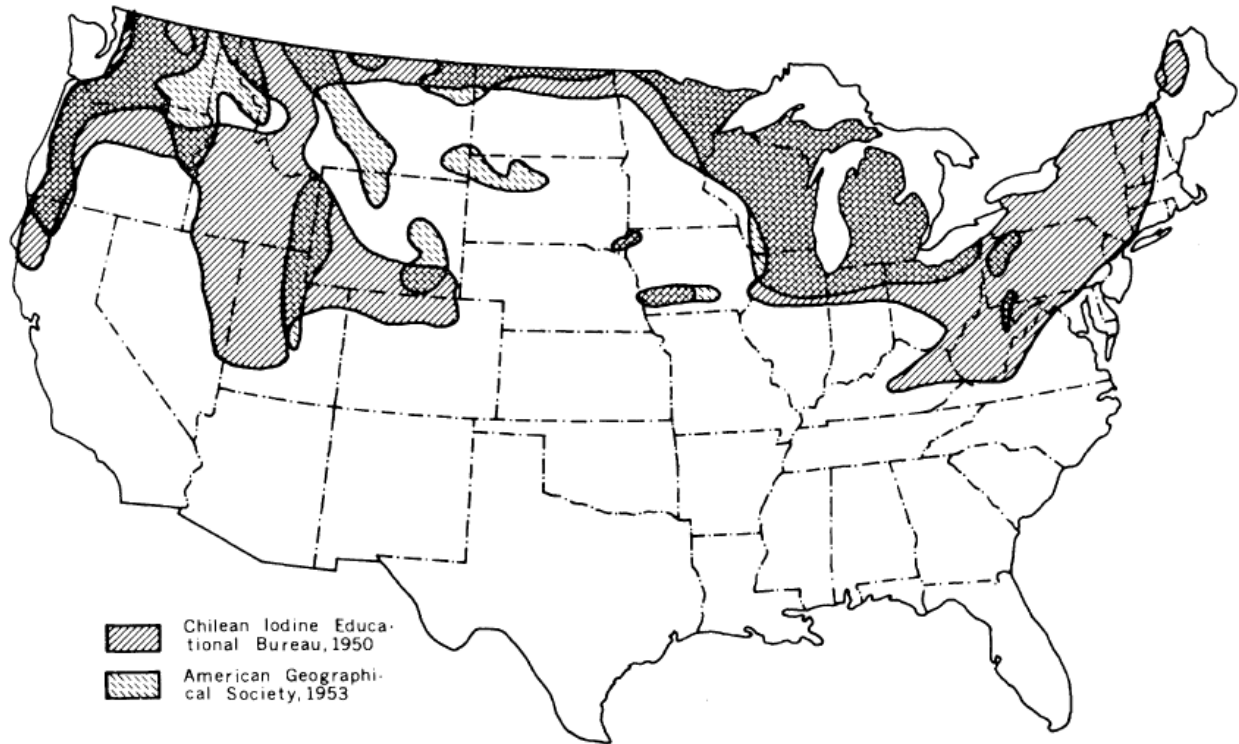 Chilean Iodine Educa-
tional Bureau, 1950
American Geographi-
cal Society, 1953